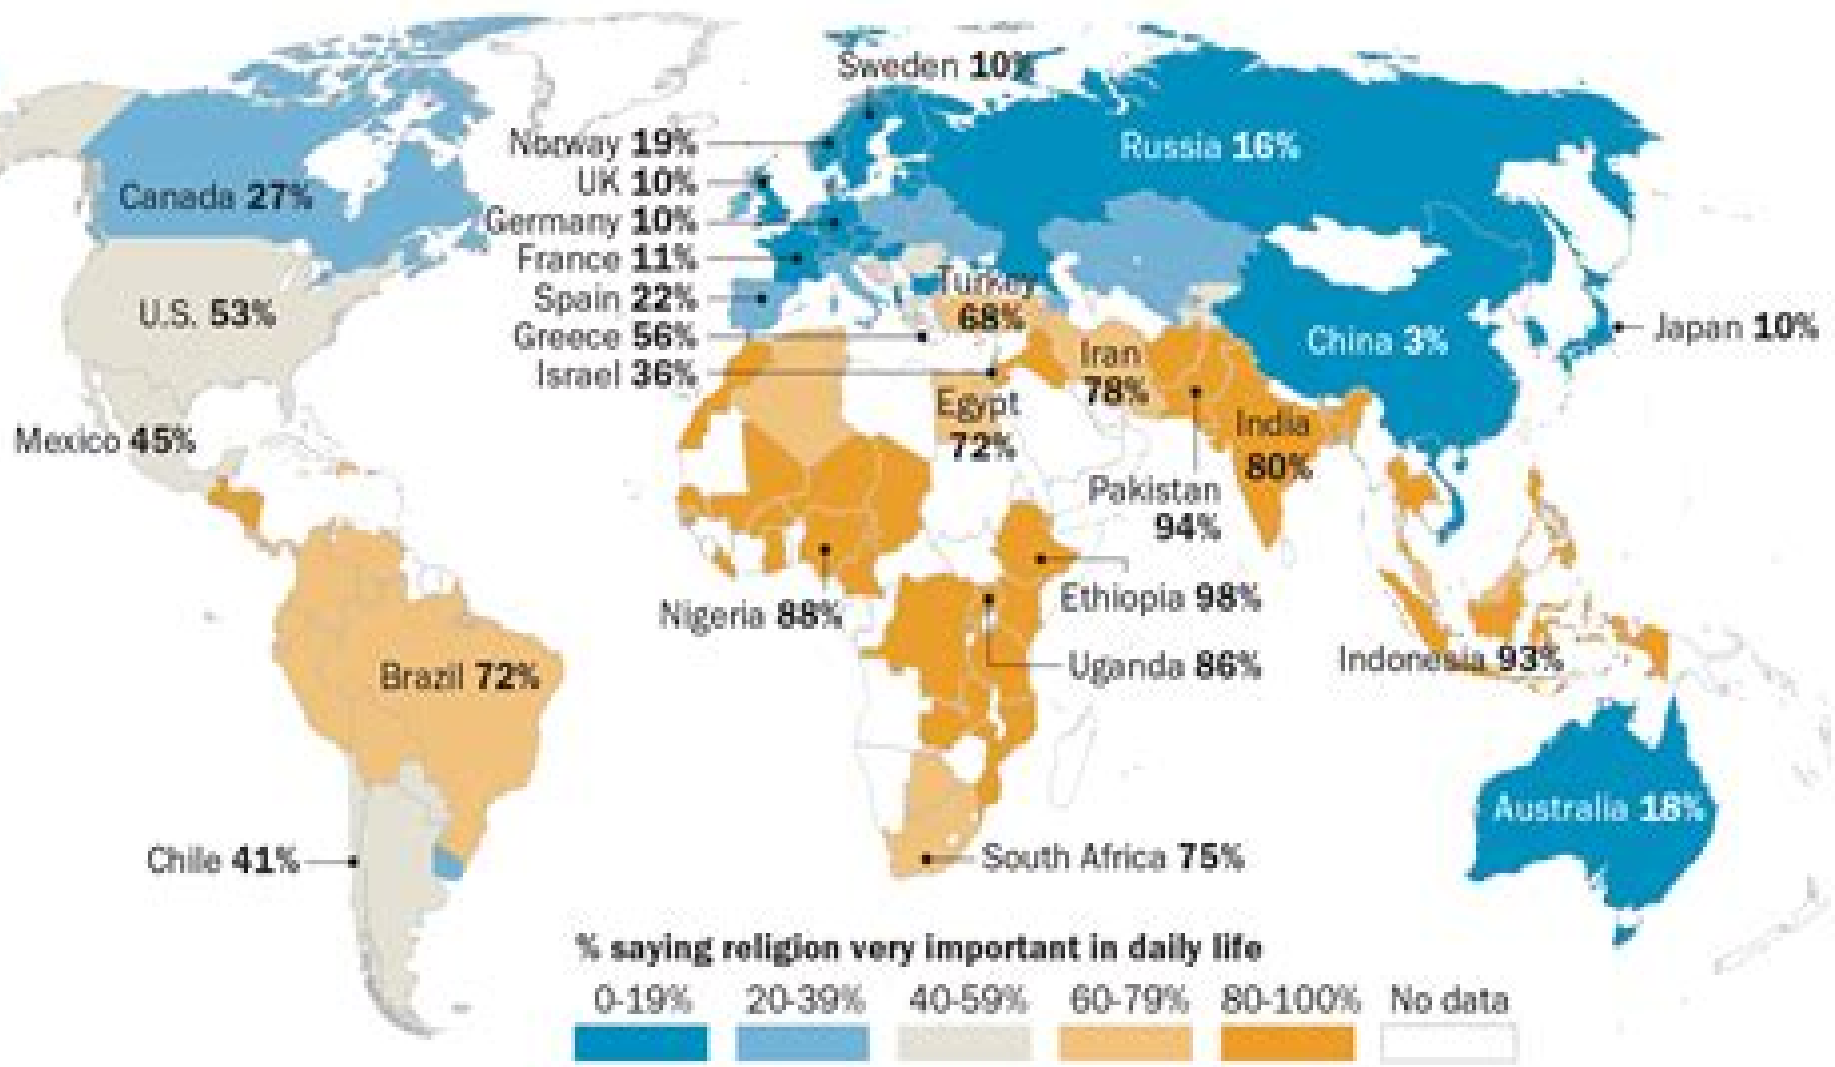 Sweden 10%
Norway 19%
Russia 16%
UK 10%
Canada 27%
Germany 10%
France 11%
Spain 22%
Turkey
68%
U.S. 53%
Greece 56%
China 3%
Japan 10%
Israel 36%
Iran
78%
Egypt
72%
India
80%
Mexico 45%
Pakistan
94%
Nigeria 88%
Ethiopia 98%
Uganda 86%
Indonesia 93%
Brazil 72%
Australia 18%
Chile 41%
South Africa 75%
% saying religion very important in daily life
0-19% 20-39% 40-59% 60-79% 80-100% No data